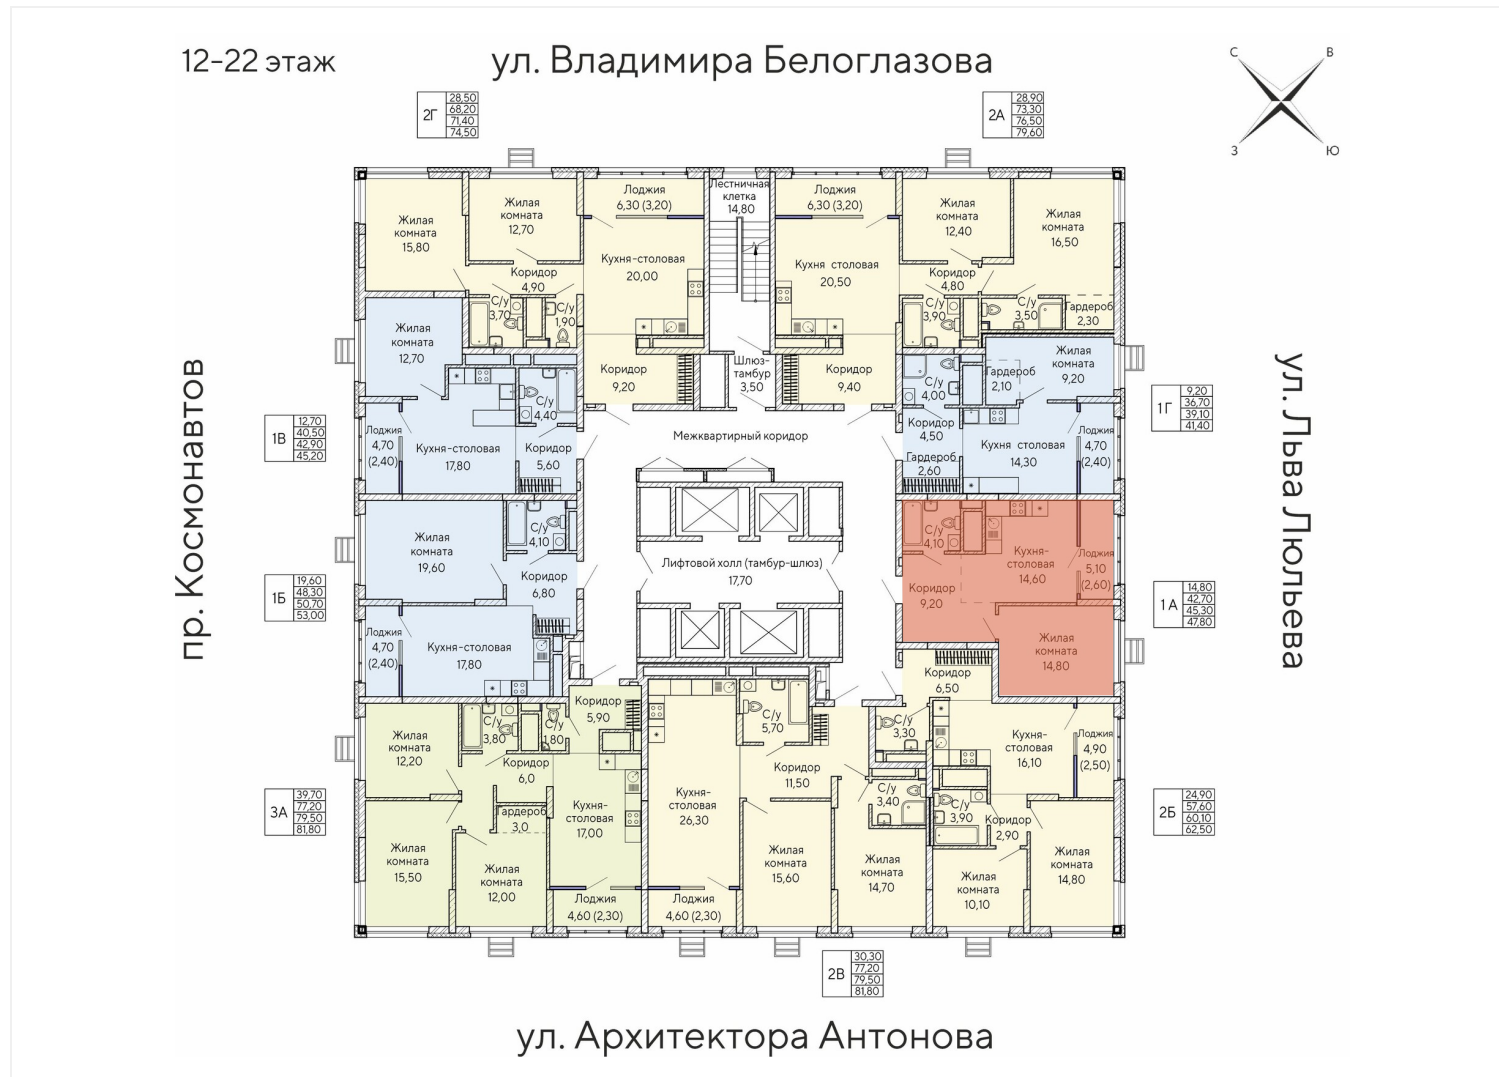 12-22 этаж
ул. Владимира Белоглазова
С
В
З
Ю
2Г
28,50
68,20
71,40
74,50
2А
28,90
73,30
76,50
79,60
Жилая
комната
15,80
Жилая
комната
12,70
Лоджия
6,30 (3,20)
Лестничная
клетка
14,80
Лоджия
6,30 (3,20)
Жилая
комната
12,40
Жилая
комната
16,50
Кухня-столовая
20,00
Кухня столовая
20,50
Коридор
4,90
Коридор
4,80
С/у
3,70
С/у
1,90
С/у
3,90
С/у
3,50
Гардероб
2,30
Жилая
комната
12,70
Коридор
9,20
Шлюз-
тамбур
3,50
Коридор
9,40
С/у
4,00
Гардероб
2,10
Жилая
комната
9,20
пр. Космонавтов
ул. Льва Люльева
1В
12,70
40,50
42,90
45,20
1Г
9,20
36,70
39,10
41,40
С/у
4,40
Лоджия
4,70
(2,40)
Кухня-столовая
17,80
Коридор
5,60
Межквартирный коридор
Коридор
4,50
Гардероб
2,60
Кухня столовая
14,30
Лоджия
4,70
(2,40)
Жилая
комната
19,60
С/у
4,10
Коридор
6,80
Лифтовой холл (тамбур-шлюз)
17,70
С/у
4,10
Кухня-
столовая
14,60
Лоджия
5,10
(2,60)
Коридор
9,20
1Б
19,60
48,30
50,70
53,00
1А
14,80
42,70
45,30
47,80
Лоджия
4,70
(2,40)
Кухня-столовая
17,80
Жилая
комната
14,80
Коридор
6,50
Коридор
5,90
Жилая
комната
12,20
С/у
3,80
С/у
1,80
С/у
5,70
С/у
3,30
Кухня-
столовая
16,10
Лоджия
4,90
(2,50)
Коридор
6,0
Коридор
11,50
3А
39,70
77,20
79,50
81,80
2Б
24,90
57,60
60,10
62,50
Гардероб
3,0
Кухня-
столовая
17,00
Кухня-
столовая
26,30
С/у
3,40
С/у
3,90
Коридор
2,90
Жилая
комната
15,50
Жилая
комната
12,00
Жилая
комната
15,60
Жилая
комната
14,70
Жилая
комната
10,10
Жилая
комната
14,80
Лоджия
4,60 (2,30)
Лоджия
4,60 (2,30)
2В
30,30
77,20
79,50
81,80
ул. Архитектора Антонова